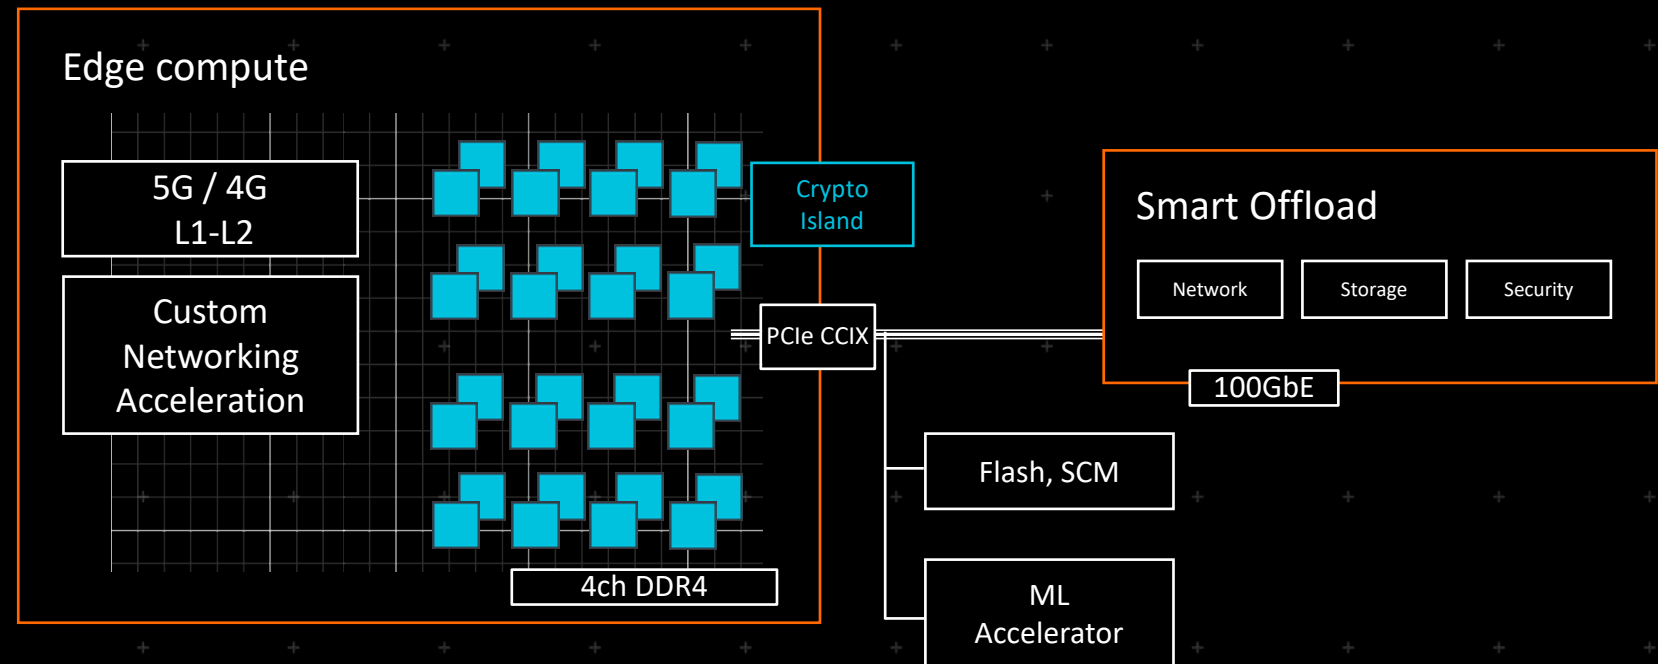 Edge compute
5G / 4G
L1-L2
Custom
Networking
Acceleration
Crypto
Island
PCIe CCIX
4ch DDR4
Smart Offload
Network
Storage
Security
100GbE
Flash, SCM
ML
Accelerator